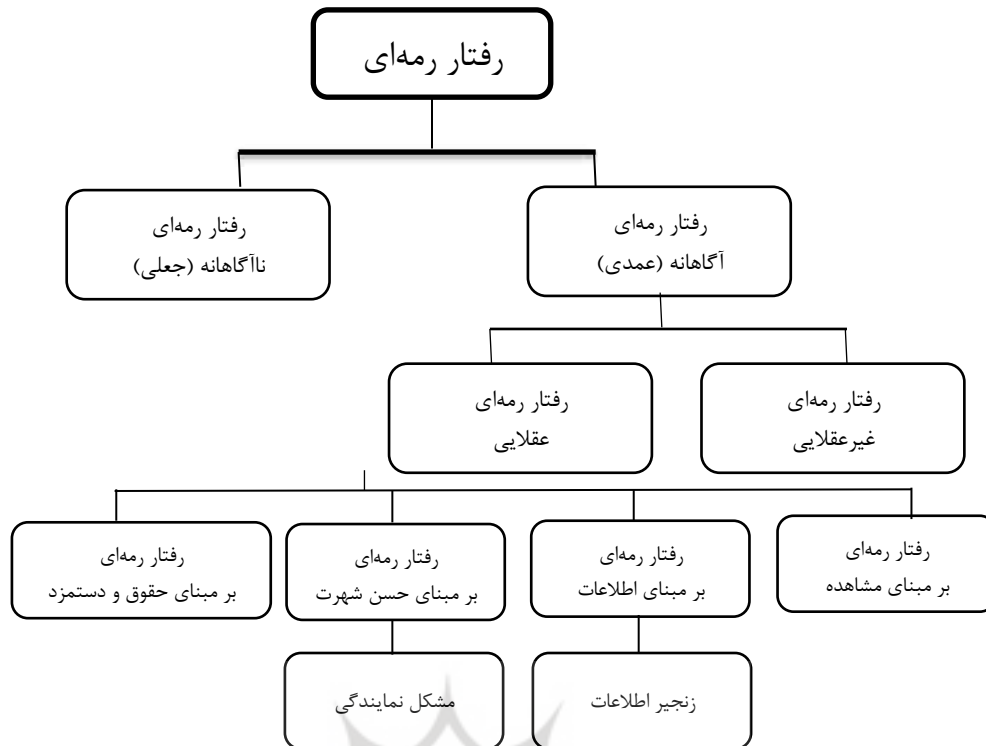 رفتار رمه‌ای
رفتار رمه‌ای
آگاهانه (عمدی)
رفتار رمه‌ای
ناآگاهانه (جعلی)
رفتار رمه‌ای
غیرعقلایی
رفتار رمه‌ای
عقلایی
رفتار رمه‌ای
بر مبنای مشاهده
رفتار رمه‌ای
بر مبنای اطلاعات
رفتار رمه‌ای
بر مبنای حسن شهرت
رفتار رمه‌ای
بر مبنای حقوق و دستمزد
زنجیر اطلاعات
مشکل نمایندگی